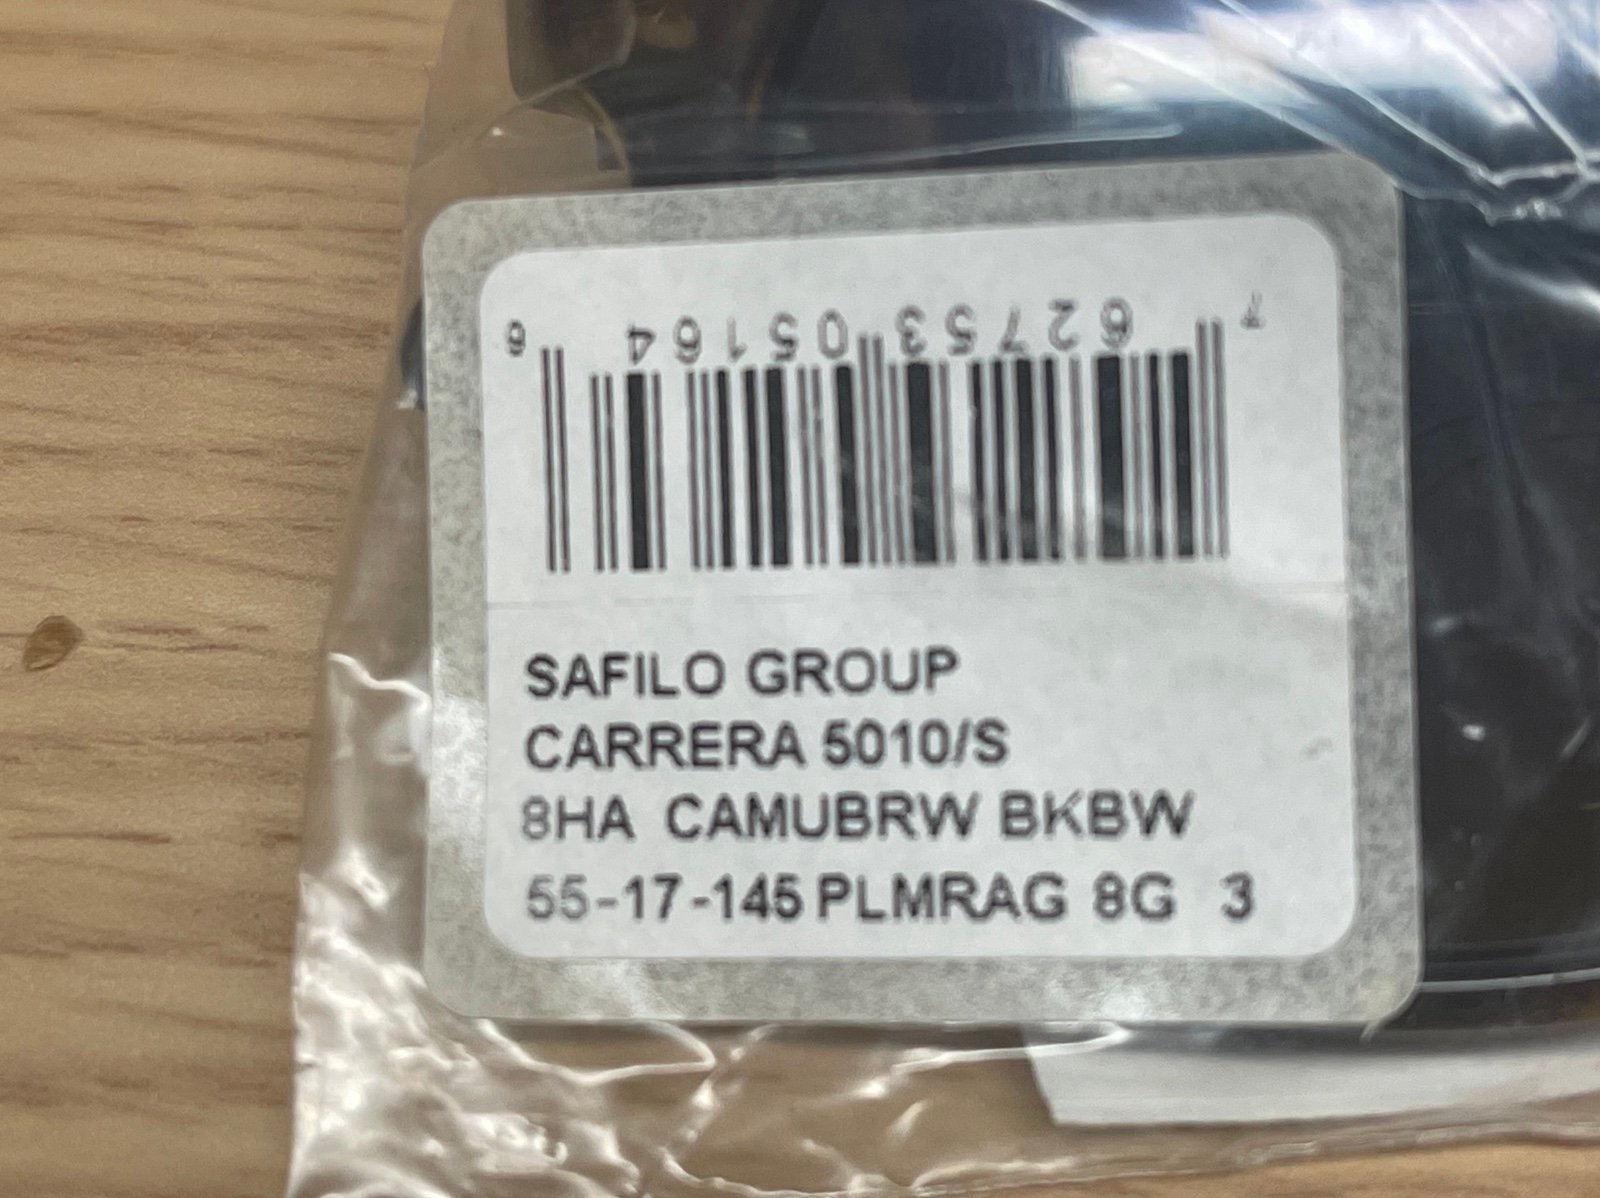 7 62753 05164 6
SAFILO GROUP
CARRERA 5010/S
8HA CAMUBRW BKBW
55-17-145 PLMRAG 8G 3